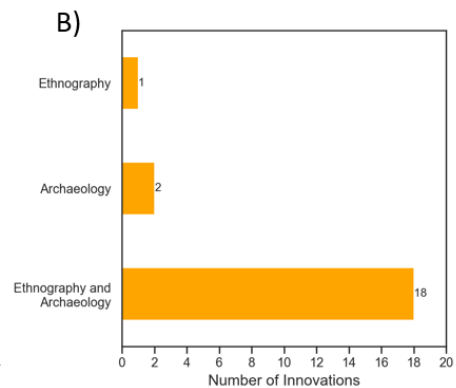 B)
Ethnography
1
Archaeology
2
Ethnography and
Archaeology
18
0 2 4 6 8 10 12 14 16 18 20
Number of Innovations